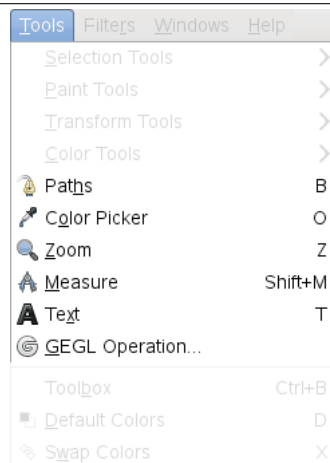 Tools Filters Windows Help
Selection Tools
Paint Tools
Transform Tools
Color Tools
Paths B
Color Picker O
Zoom Z
Measure Shift+M
Text T
GEGL Operation...
Toolbox Ctrl+B
Default Colors D
Swap Colors X